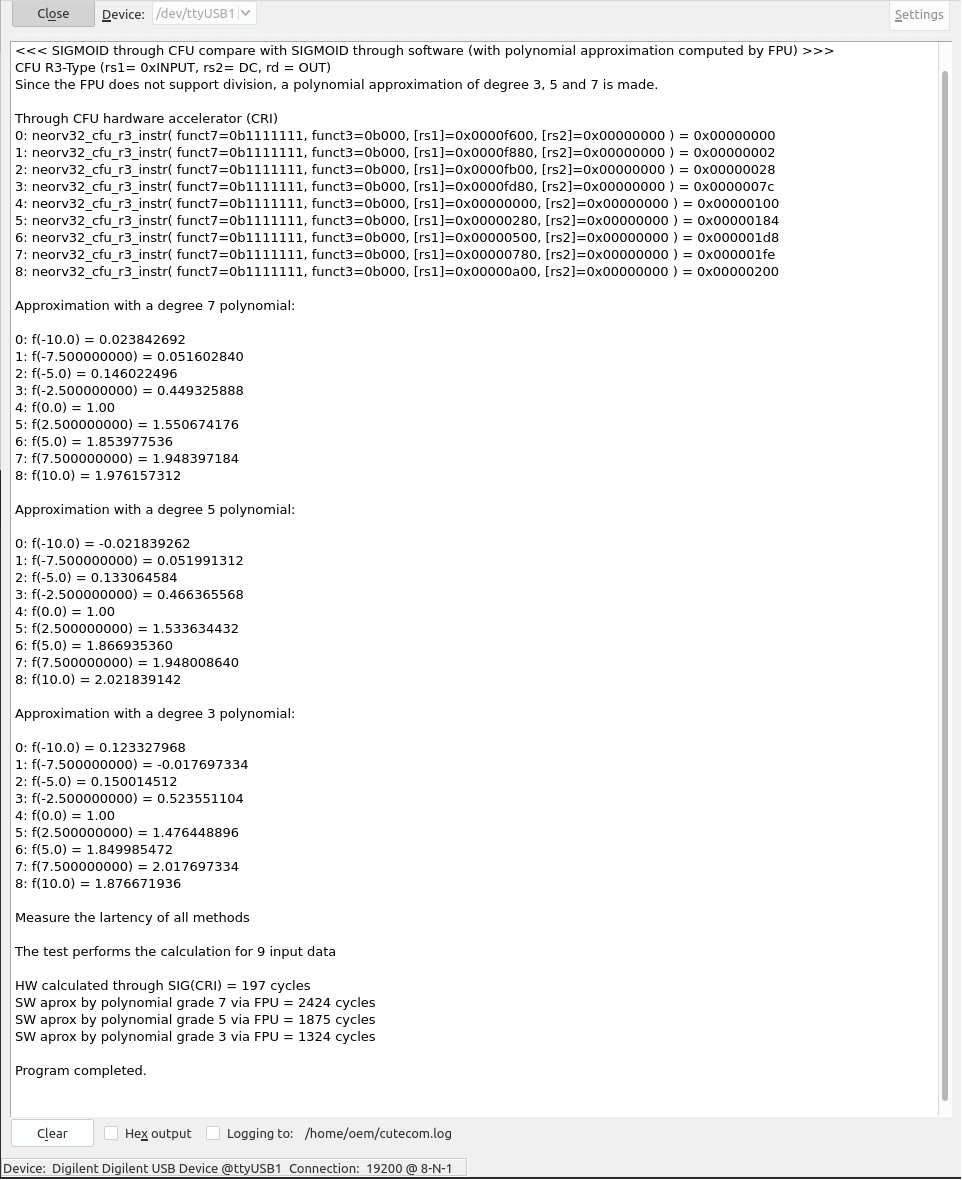 Close Device: /dev/ttyUSB1 Settings
<<< SIGMOID through CFU compare with SIGMOID through software (with polynomial approximation computed by FPU) >>>
CFU R3-Type (rs1= 0xINPUT, rs2= DC, rd = OUT)
Since the FPU does not support division, a polynomial approximation of degree 3, 5 and 7 is made.
Through CFU hardware accelerator (CRI)
0: neorv32_cfu_r3_instr( funct7=0b1111111, funct3=0b000, [rs1]=0x0000f600, [rs2]=0x00000000 ) = 0x00000000
1: neorv32_cfu_r3_instr( funct7=0b1111111, funct3=0b000, [rs1]=0x0000f880, [rs2]=0x00000000 ) = 0x00000002
2: neorv32_cfu_r3_instr( funct7=0b1111111, funct3=0b000, [rs1]=0x0000fb00, [rs2]=0x00000000 ) = 0x00000028
3: neorv32_cfu_r3_instr( funct7=0b1111111, funct3=0b000, [rs1]=0x0000fd80, [rs2]=0x00000000 ) = 0x0000007c
4: neorv32_cfu_r3_instr( funct7=0b1111111, funct3=0b000, [rs1]=0x00000000, [rs2]=0x00000000 ) = 0x00000100
5: neorv32_cfu_r3_instr( funct7=0b1111111, funct3=0b000, [rs1]=0x00000280, [rs2]=0x00000000 ) = 0x00000184
6: neorv32_cfu_r3_instr( funct7=0b1111111, funct3=0b000, [rs1]=0x00000500, [rs2]=0x00000000 ) = 0x000001d8
7: neorv32_cfu_r3_instr( funct7=0b1111111, funct3=0b000, [rs1]=0x00000780, [rs2]=0x00000000 ) = 0x000001fe
8: neorv32_cfu_r3_instr( funct7=0b1111111, funct3=0b000, [rs1]=0x00000a00, [rs2]=0x00000000 ) = 0x00000200
Approximation with a degree 7 polynomial:
0: f(-10.0) = 0.023842692
1: f(-7.500000000) = 0.051602840
2: f(-5.0) = 0.146022496
3: f(-2.500000000) = 0.449325888
4: f(0.0) = 1.00
5: f(2.500000000) = 1.550674176
6: f(5.0) = 1.853977536
7: f(7.500000000) = 1.948397184
8: f(10.0) = 1.976157312
Approximation with a degree 5 polynomial:
0: f(-10.0) = -0.021839262
1: f(-7.500000000) = 0.051991312
2: f(-5.0) = 0.133064584
3: f(-2.500000000) = 0.466365568
4: f(0.0) = 1.00
5: f(2.500000000) = 1.533634432
6: f(5.0) = 1.866935360
7: f(7.500000000) = 1.948008640
8: f(10.0) = 2.021839142
Approximation with a degree 3 polynomial:
0: f(-10.0) = 0.123327968
1: f(-7.500000000) = -0.017697334
2: f(-5.0) = 0.150014512
3: f(-2.500000000) = 0.523551104
4: f(0.0) = 1.00
5: f(2.500000000) = 1.476448896
6: f(5.0) = 1.849985472
7: f(7.500000000) = 2.017697334
8: f(10.0) = 1.876671936
Measure the lartency of all methods
The test performs the calculation for 9 input data
HW calculated through SIG(CRI) = 197 cycles
SW aprox by polynomial grade 7 via FPU = 2424 cycles
SW aprox by polynomial grade 5 via FPU = 1875 cycles
SW aprox by polynomial grade 3 via FPU = 1324 cycles
Program completed.
Clear Hex output Logging to: /home/oem/cutecom.log
Device: Digilent Digilent USB Device @ttyUSB1 Connection: 19200 @ 8-N-1